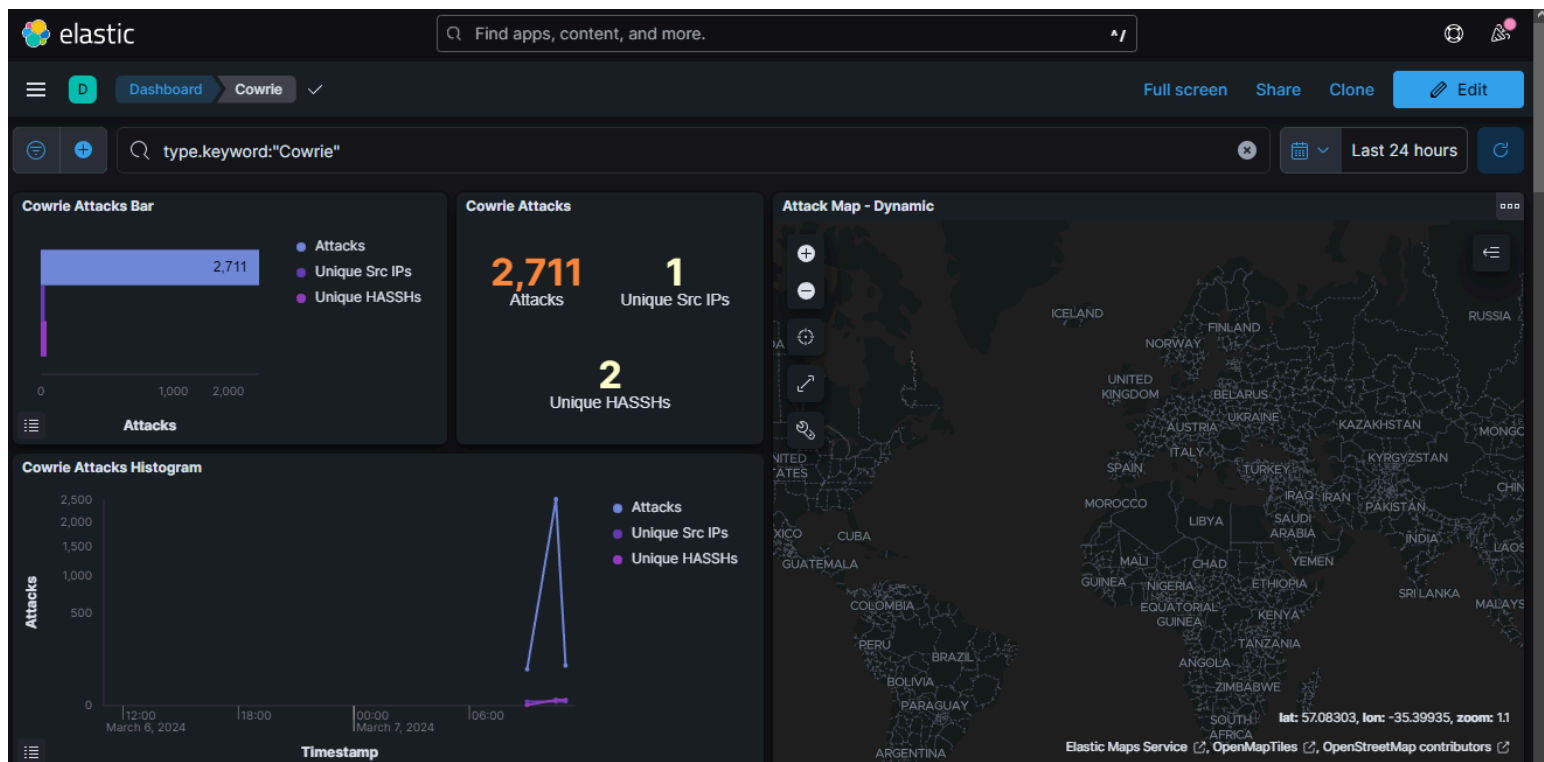 elastic
Find apps, content, and more.
^/
D
Dashboard
Cowrie
Full screen
Share
Clone
Edit
type.keyword:"Cowrie"
Last 24 hours
Cowrie Attacks Bar
2,711
Attacks
Unique Src IPs
Unique HASSHs
0
1,000
2,000
Attacks
Cowrie Attacks
2,711
Attacks
1
Unique Src IPs
2
Unique HASSHs
Cowrie Attacks Histogram
2,500
2,000
1,500
1,000
500
0
Attacks
Attacks
Unique Src IPs
Unique HASSHs
12:00
March 6, 2024
18:00
00:00
March 7, 2024
06:00
Timestamp
Attack Map - Dynamic
ICELAND
RUSSIA
FINLAND
NORWAY
UNITED
KINGDOM
BELARUS
UKRAINE
AUSTRIA
KAZAKHSTAN
MONGO
ITALY
NITED
TATES
SPAIN
TURKEY
KYRGYZSTAN
CHIN
MOROCCO
IRAQ
IRAN
PAKISTAN
LIBYA
SAUDI
ARABIA
XICO
CUBA
INDIA
LAOS
GUATEMALA
MALI
CHAD
YEMEN
GUINEA
NIGERIA
ETHIOPIA
SRI LANKA
MALAYS
COLOMBIA
EQUATORIAL
GUINEA
KENYA
PERU
BRAZIL
TANZANIA
ANGOLA
BOLIVIA
ZIMBABWE
PARAGUAY
SOUTH
AFRICA
ARGENTINA
lat: 57.08303, lon: -35.39935, zoom: 1.1
Elastic Maps Service , OpenMapTiles , OpenStreetMap contributors